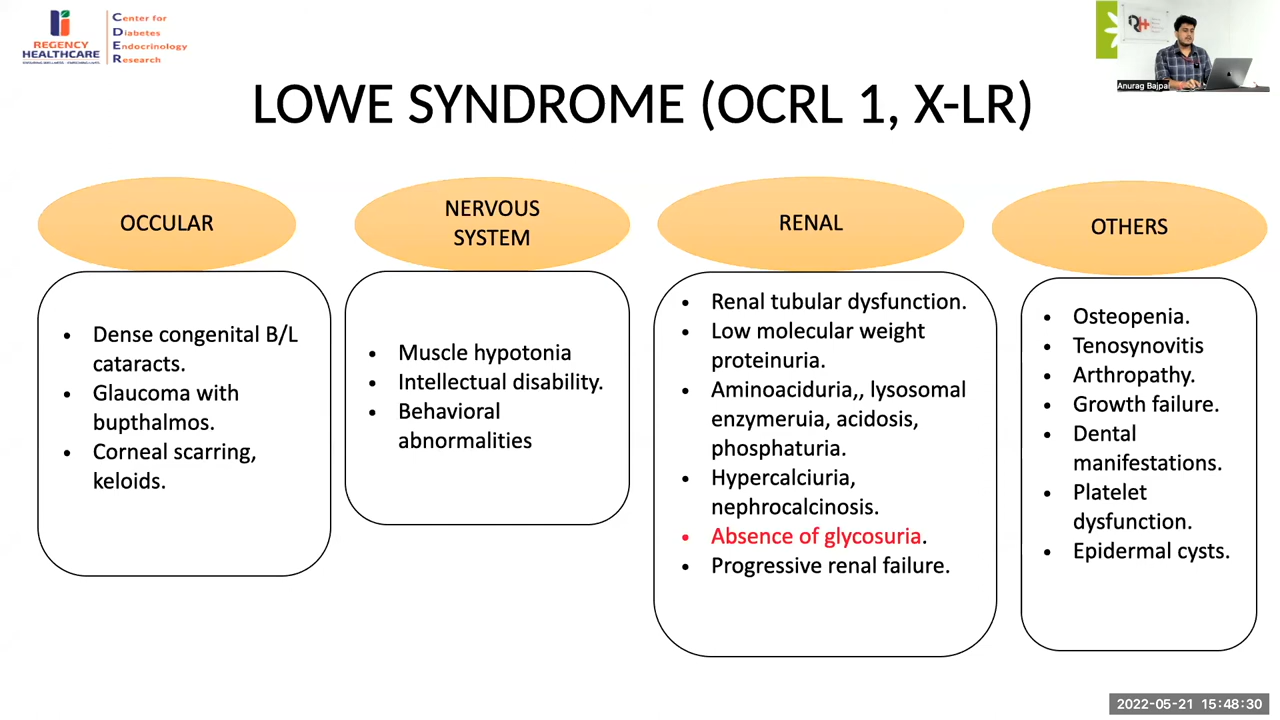 REGENCY
HEALTHCARE
Center for
Diabetes
Endocrinology
Research
Anurag Bajpai
LOWE SYNDROME (OCRL 1, X-LR)
OCCULAR
• Dense congenital B/L
cataracts.
• Glaucoma with
bupthalmos.
• Corneal scarring,
keloids.
NERVOUS
SYSTEM
• Muscle hypotonia
• Intellectual disability.
• Behavioral
abnormalities
RENAL
• Renal tubular dysfunction.
• Low molecular weight
proteinuria.
• Aminoaciduria,, lysosomal
enzymeruia, acidosis,
phosphaturia.
• Hypercalciuria,
nephrocalcinosis.
• Absence of glycosuria.
• Progressive renal failure.
OTHERS
• Osteopenia.
• Tenosynovitis
• Arthropathy.
• Growth failure.
• Dental
manifestations.
• Platelet
dysfunction.
• Epidermal cysts.
2022-05-21 15:48:30